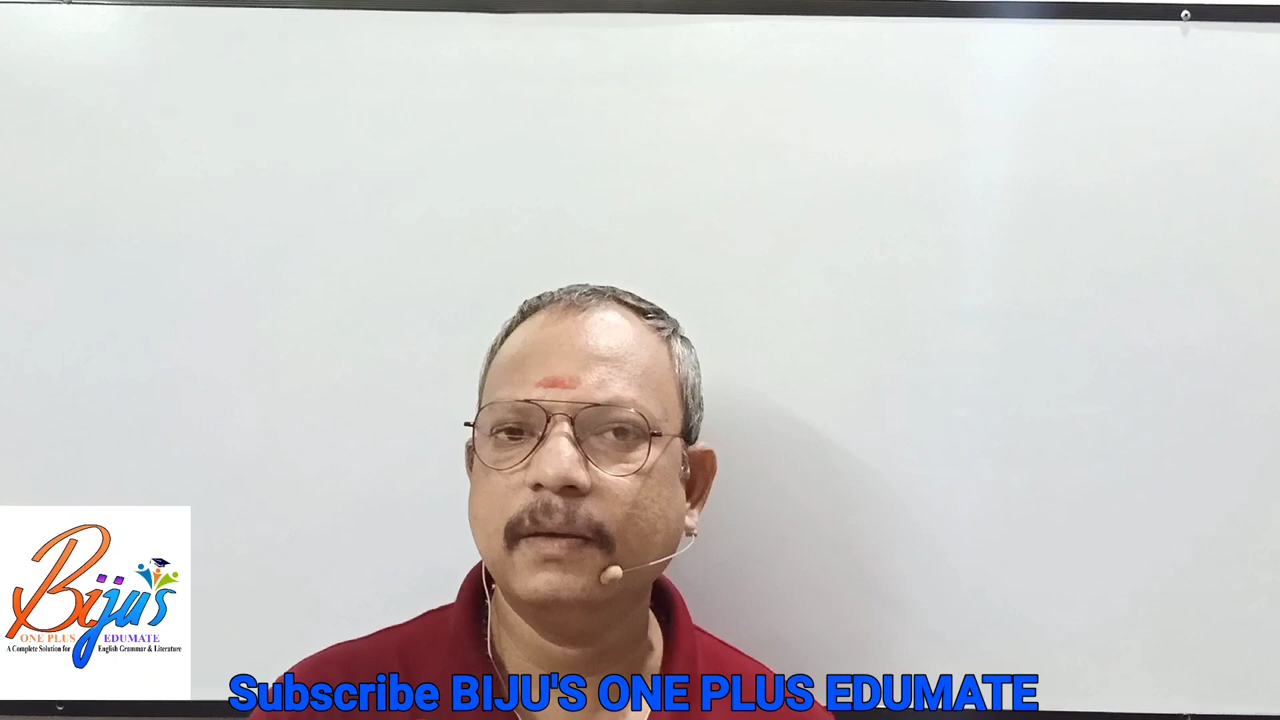 Biju's
ONE PLUS EDUMATE
A Complete Solution for English Grammar & Literature
Subscribe BIJU'S ONE PLUS EDUMATE